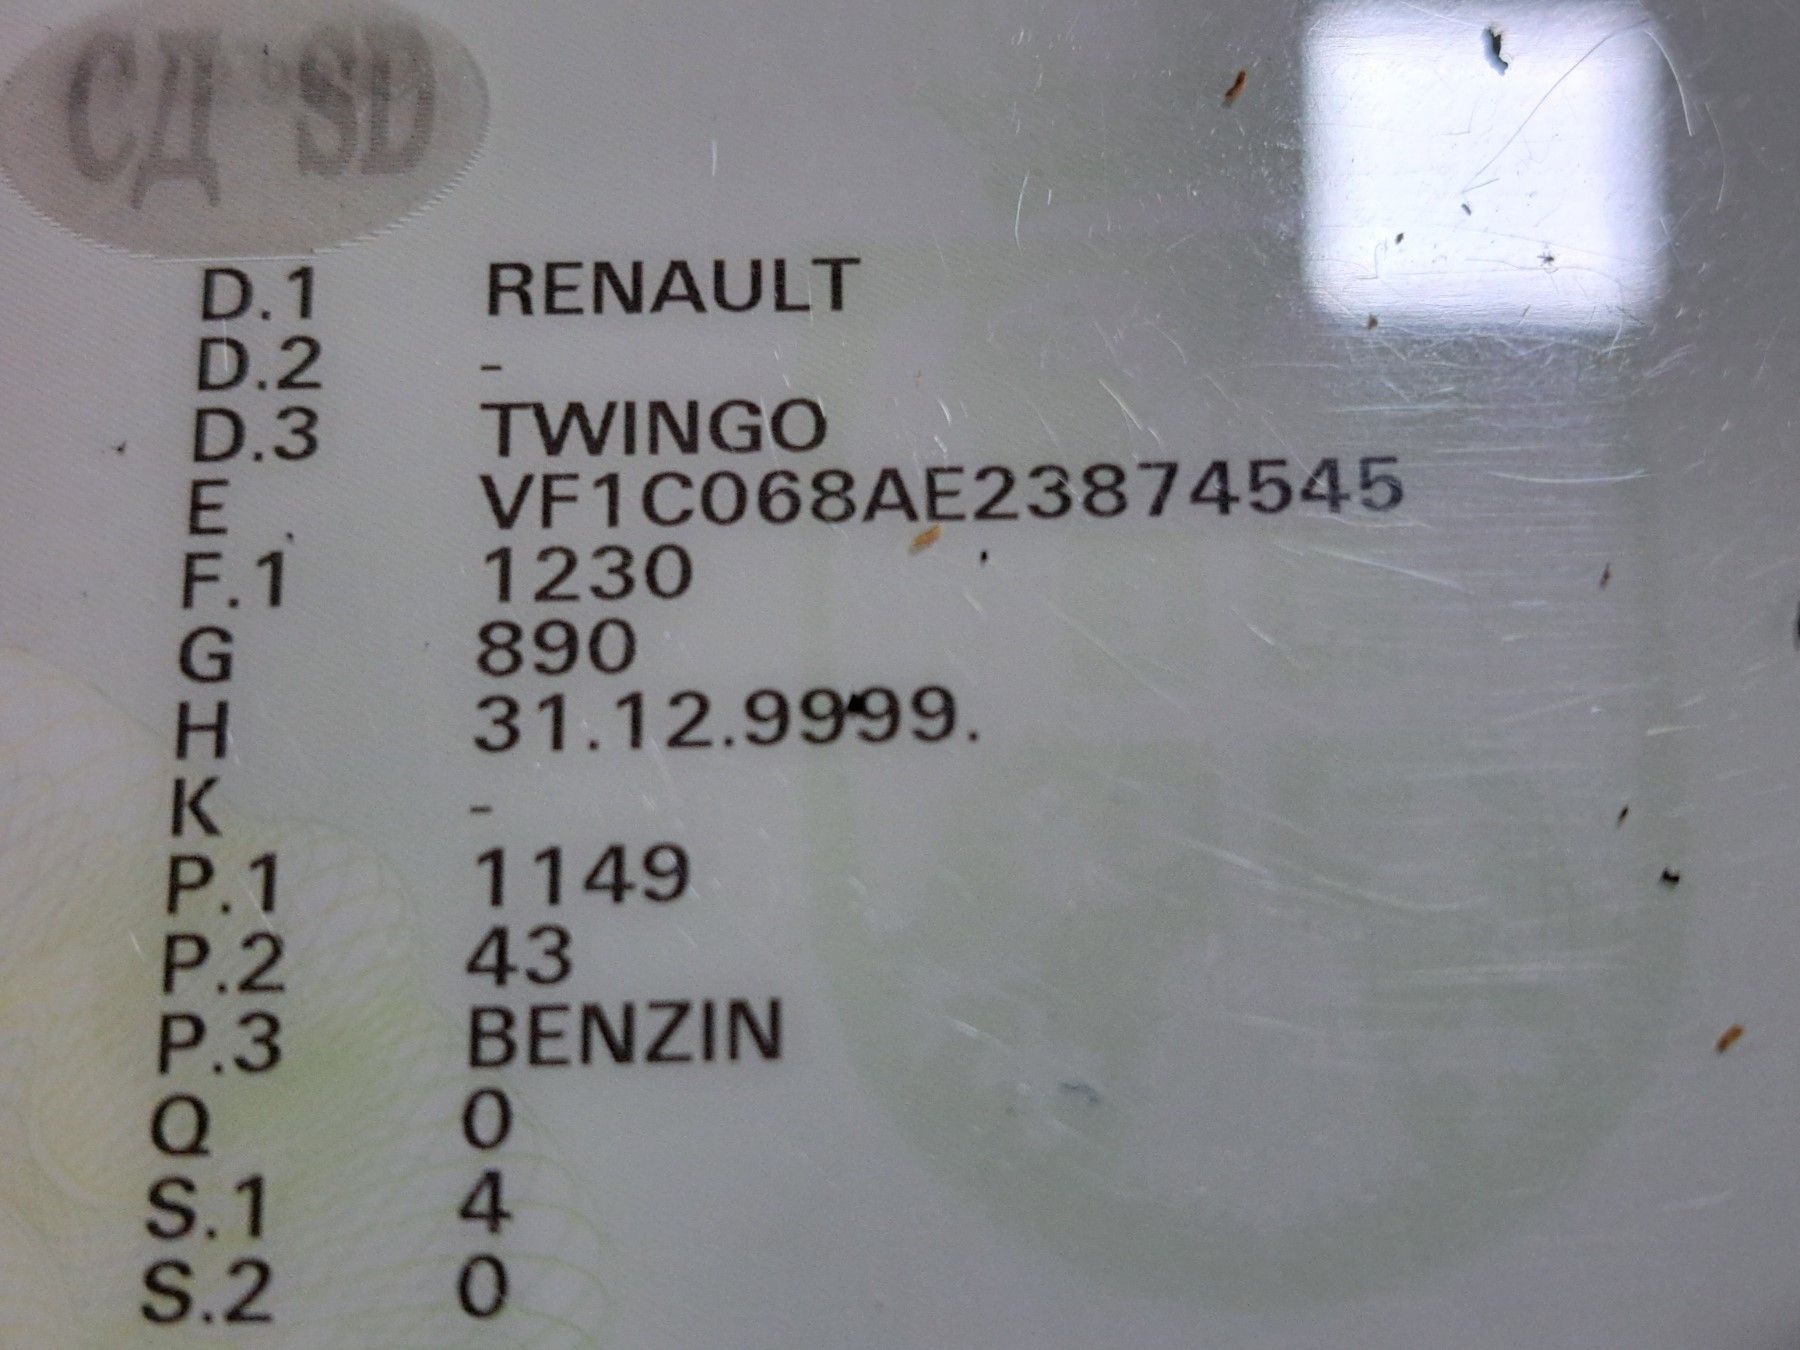 СД SD
D.1 RENAULT
D.2 -
D.3 TWINGO
E VF1C068AE23874545
F.1 1230
G 890
H 31.12.9999.
K -
P.1 1149
P.2 43
P.3 BENZIN
Q 0
S.1 4
S.2 0